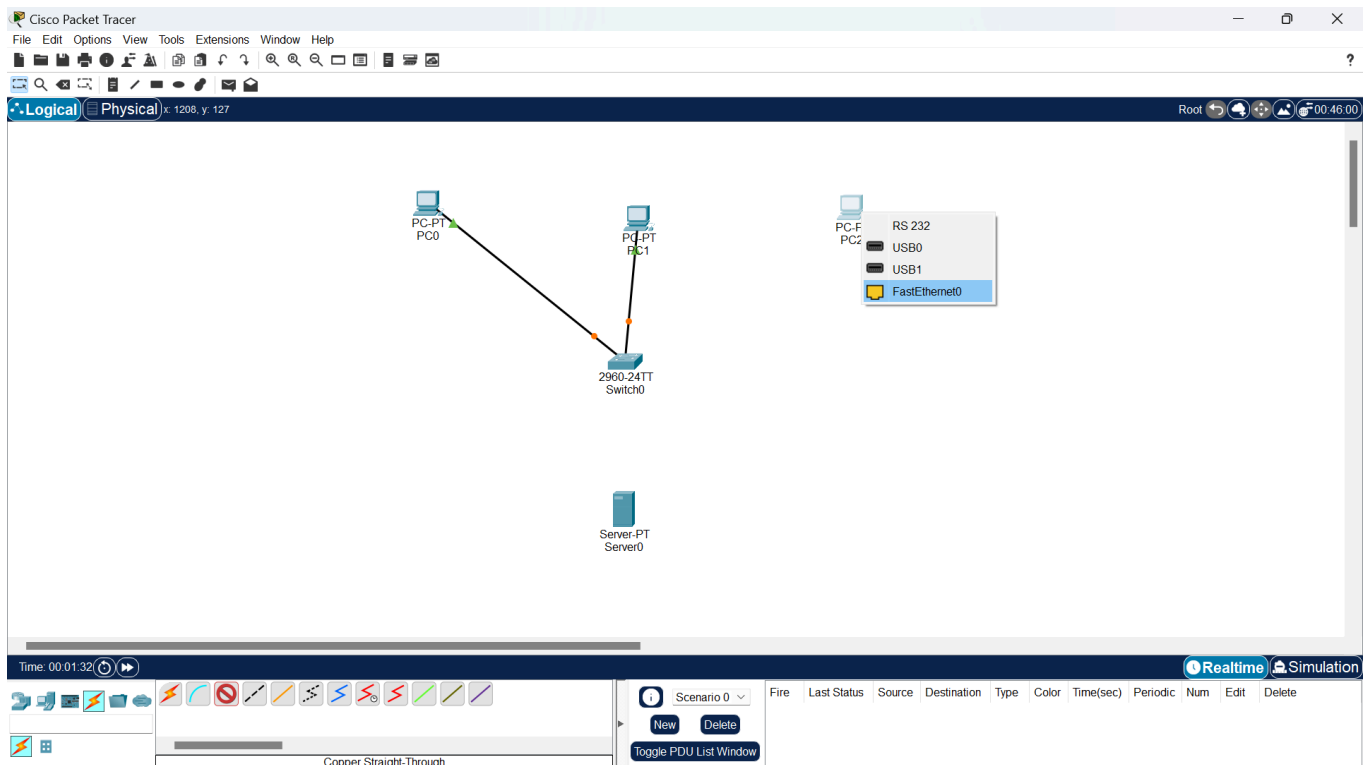 Cisco Packet Tracer
File Edit Options View Tools Extensions Window Help
?
Logical Physical x: 1208, y: 127 Root 00:46:00
PC-PT
PC0
PC-PT
PC1
PC2
RS 232
USB0
USB1
FastEthernet0
2960-24TT
Switch0
Server-PT
Server0
Time: 00:01:32 Realtime Simulation
Scenario 0
New Delete
Toggle PDU List Window
Fire Last Status Source Destination Type Color Time(sec) Periodic Num Edit Delete
Copper Straight-Through